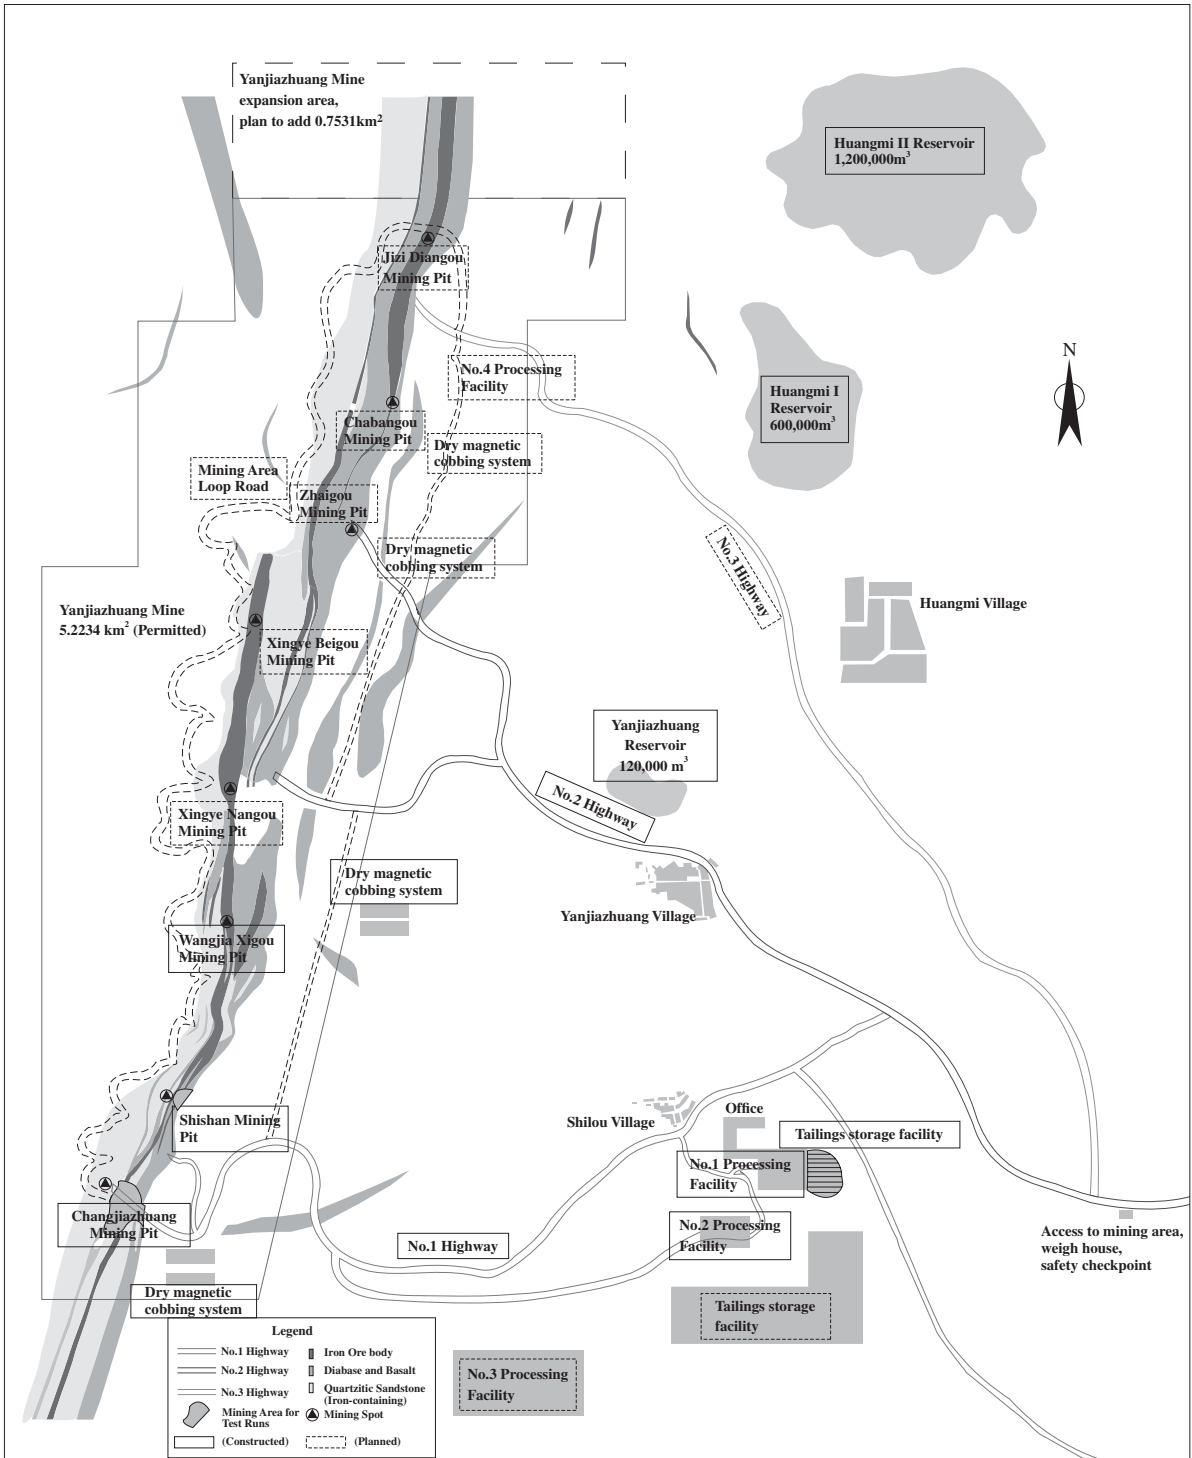 Yanjiazhuang Mine
expansion area,
plan to add 0.7531km²
Huangmi II Reservoir
1,200,000m³
Jizi Diangou
Mining Pit
N
No.4 Processing
Facility
Huangmi I
Reservoir
600,000m³
Chabangou
Mining Pit
Dry magnetic
cobbing system
Mining Area
Loop Road
Zhaigou
Mining Pit
Dry magnetic
cobbing system
No.3 Highway
Huangmi Village
Yanjiazhuang Mine
5.2234 km² (Permitted)
Xingye Beigou
Mining Pit
Yanjiazhuang
Reservoir
120,000 m³
No.2 Highway
Xingye Nangou
Mining Pit
Dry magnetic
cobbing system
Yanjiazhuang Village
Wangjia Xigou
Mining Pit
Shishan Mining
Pit
Shilou Village
Office
Tailings storage facility
No.1 Processing
Facility
Changjiazhuang
Mining Pit
No.2 Processing
Facility
No.1 Highway
Access to mining area,
weigh house,
safety checkpoint
Dry magnetic
cobbing system
Tailings storage
facility
No.3 Processing
Facility
Legend
No.1 Highway
Iron Ore body
No.2 Highway
Diabase and Basalt
No.3 Highway
Quartzitic Sandstone
(Iron-containing)
Mining Area for
Test Runs
Mining Spot
(Constructed)
(Planned)